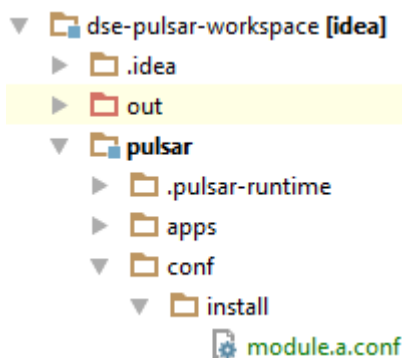 dse-pulsar-workspace [idea]
.idea
out
pulsar
.pulsar-runtime
apps
conf
install
module.a.conf